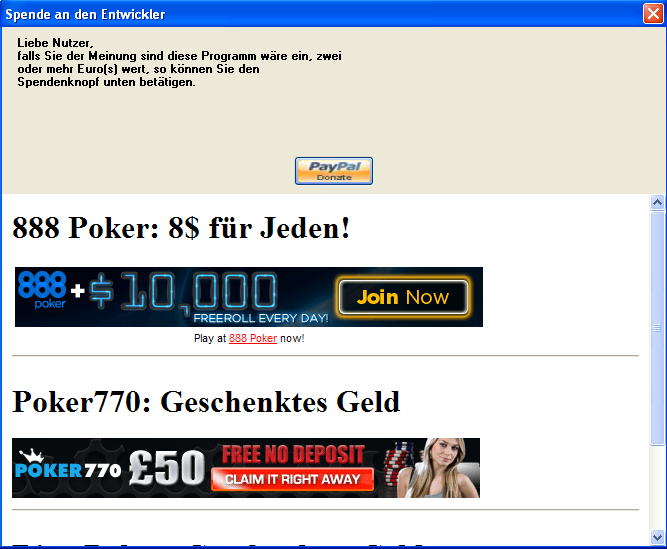 Spende an den Entwickler
Liebe Nutzer,
falls Sie der Meinung sind diese Programm wäre ein, zwei
oder mehr Euro(s) wert, so können Sie den
Spendenknopf unten betätigen.
PayPal
Donate
888 Poker: 8$ für Jeden!
888 poker + $10,000 Join Now
FREEROLL EVERY DAY!
Play at 888 Poker now!
Poker770: Geschenktes Geld
POKER770 £50 FREE NO DEPOSIT
CLAIM IT RIGHT AWAY